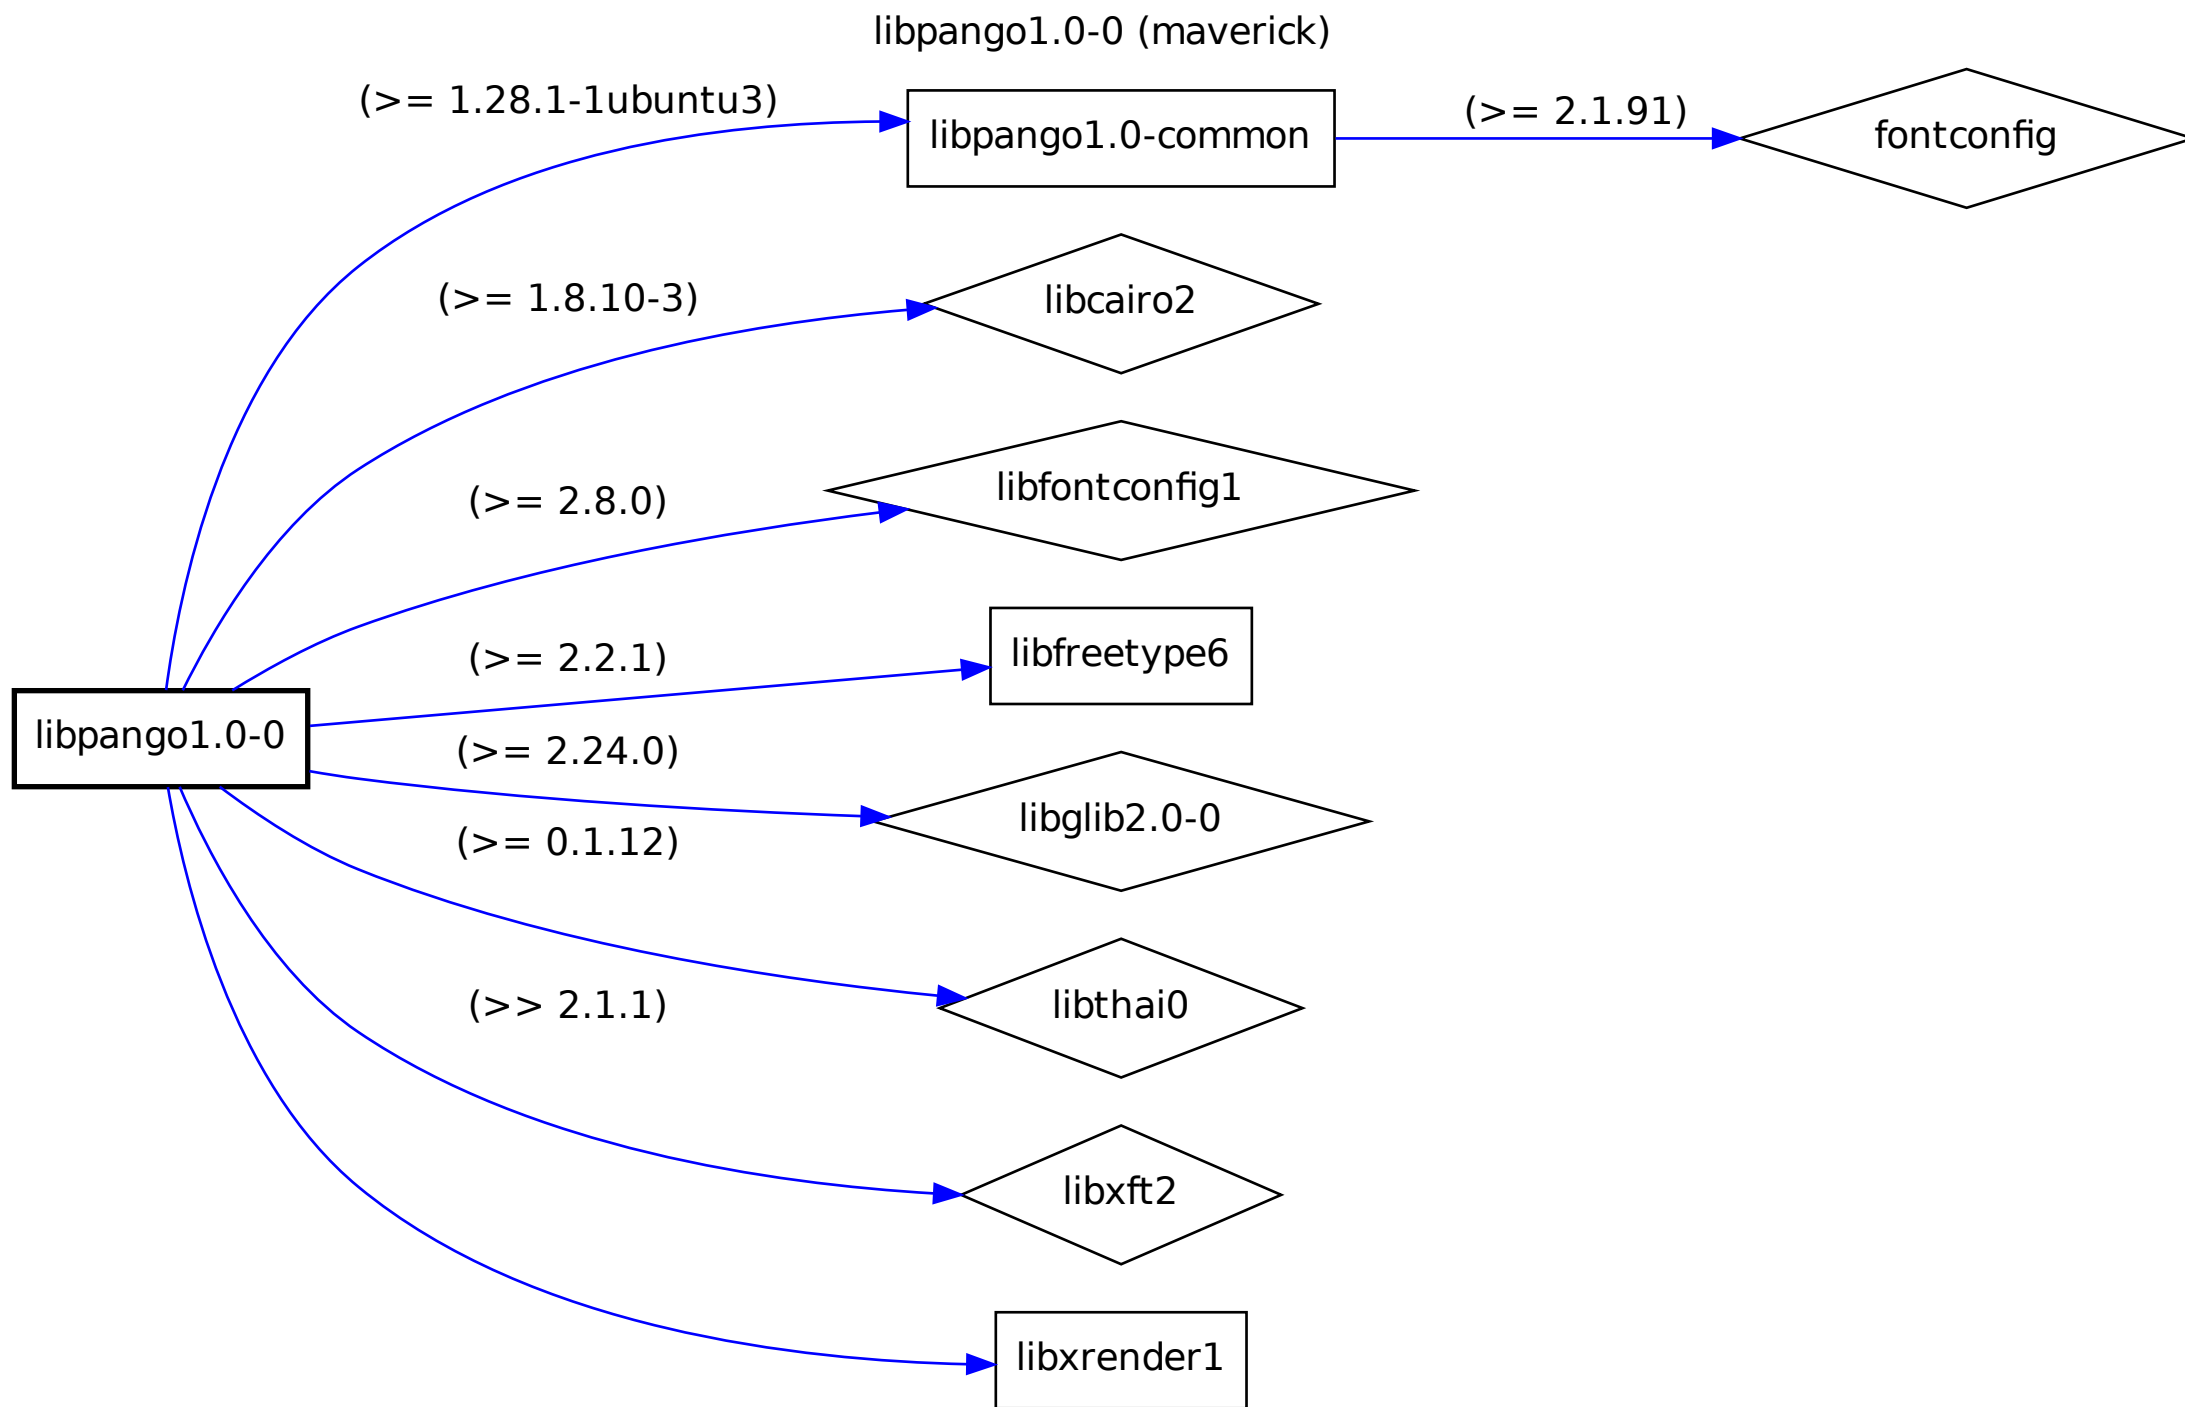 libpango1.0-0 (maverick)
(>= 1.28.1-1ubuntu3)
libpango1.0-common
(>= 2.1.91)
fontconfig
(>= 1.8.10-3)
libcairo2
(>= 2.8.0)
libfontconfig1
(>= 2.2.1)
libfreetype6
libpango1.0-0
(>= 2.24.0)
libglib2.0-0
(>= 0.1.12)
libthai0
(>> 2.1.1)
libxft2
libxrender1